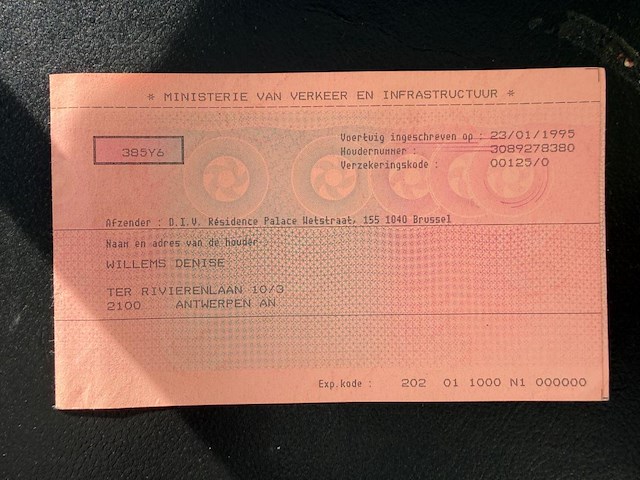 * MINISTERIE VAN VERKEER EN INFRASTRUCTUUR *
385Y6
Voertuig ingeschreven op : 23/01/1995
Houdernummer : 3089278380
Verzekeringskode : 00125/0
Afzender : D.I.V. Résidence Palace Wetstraat, 155 1040 Brussel
Naam en adres van de houder
WILLEMS DENISE
TER RIVIERENLAAN 10/3
2100 ANTWERPEN AN
Exp.kode : 202 01 1000 N1 000000